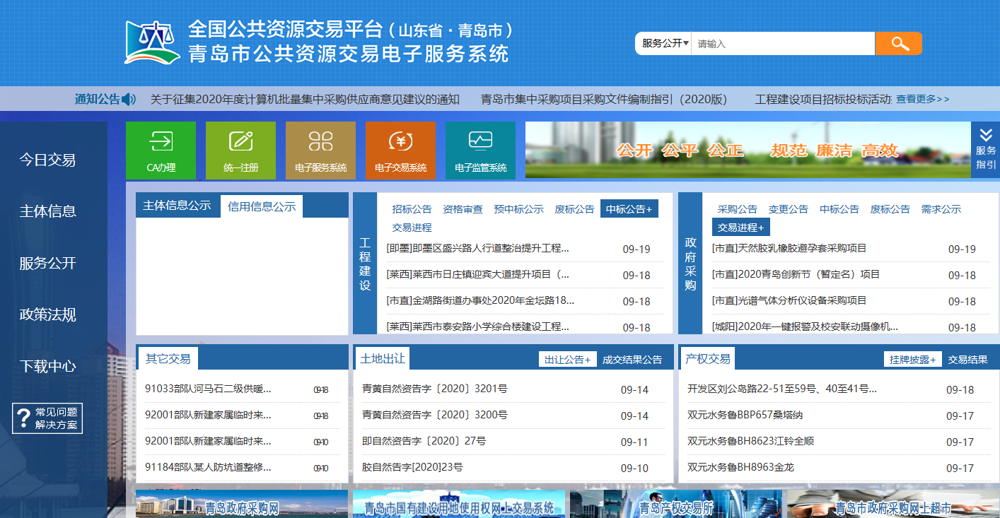 全国公共资源交易平台（山东省·青岛市）
青岛市公共资源交易电子服务系统
服务公开 请输入
通知公告 关于征集2020年度计算机批量集中采购供应商意见建议的通知 青岛市集中采购项目采购文件编制指引（2020版） 工程建设项目招标投标活动 查看更多>>
今日交易
主体信息
服务公开
政策法规
下载中心
?常见问题
解决方案
CA办理
统一注册
电子服务系统
电子交易系统
电子监管系统
公开 公平 公正 规范 廉洁 高效
服务
指引
主体信息公示 信用信息公示
工程建设
招标公告 资格审查 预中标公示 废标公告 中标公告+
交易进程
[即墨]即墨区盛兴路人行道整治提升工程... 09-19
[莱西]莱西市日庄镇迎宾大道提升项目（... 09-18
[市直]金湖路街道办事处2020年金坛路18... 09-18
[莱西]莱西市泰安路小学综合楼建设工程... 09-18
政府采购
采购公告 变更公告 中标公告 废标公告 需求公示
交易进程+
[市直]天然胶乳橡胶避孕套采购项目 09-19
[市直]2020青岛创新节（暂定名）项目 09-18
[市直]光谱气体分析仪设备采购项目 09-18
[城阳]2020年一键报警及校安联动摄像机... 09-18
其它交易
91033部队河马石二级供暖... 09-18
92001部队新建家属临时来... 09-18
92001部队新建家属临时来... 09-10
91184部队某人防坑道整修... 09-10
土地出让 出让公告+ 成交结果公告
青黄自然资告字〔2020〕3201号 09-14
青黄自然资告字〔2020〕3200号 09-14
即自然资告字〔2020〕27号 09-11
胶自然告字[2020]23号 09-10
产权交易 挂牌披露+ 交易结果
开发区刘公岛路22-51至59号、40至41号... 09-18
双元水务鲁BBP657桑塔纳 09-17
双元水务鲁BH8623江铃全顺 09-17
双元水务鲁BH8963金龙 09-17
青岛政府采购网
青岛市国有建设用地使用权网上交易系统
青岛产权交易所
青岛市政府采购网上超市